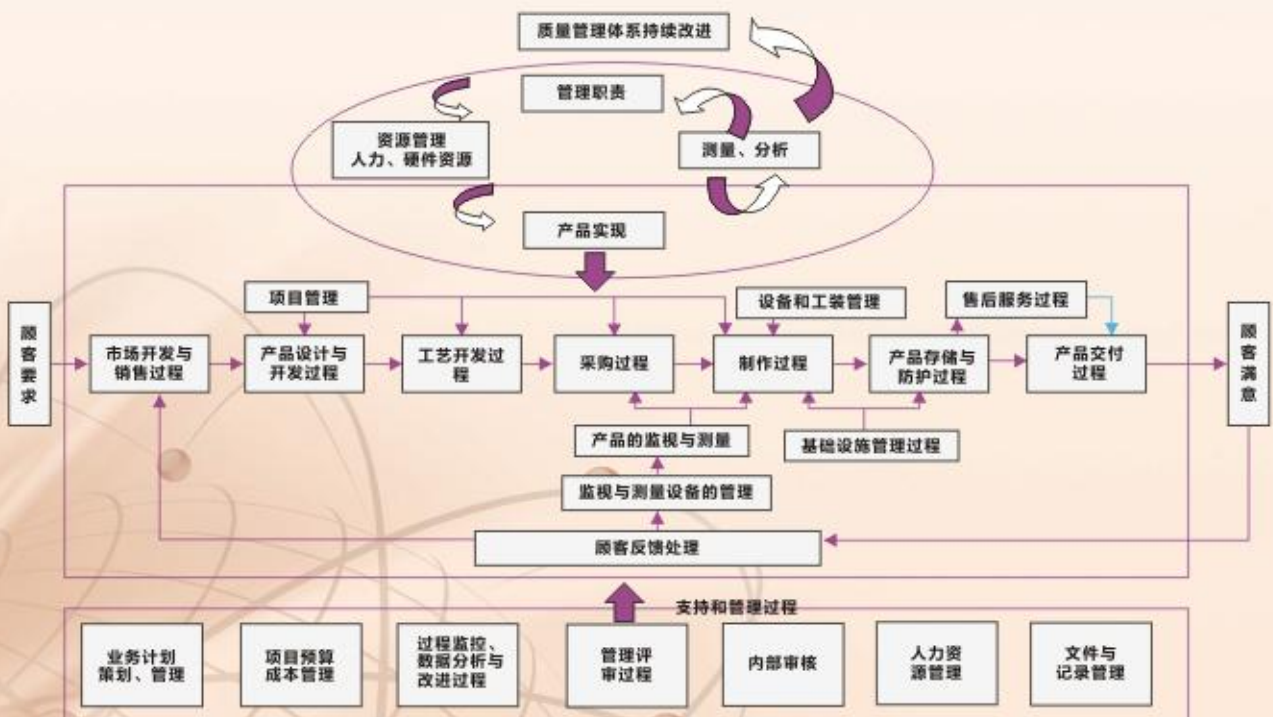 质量管理体系持续改进
管理职责
资源管理
人力、硬件资源
测量、分析
产品实现
项目管理
设备和工装管理
售后服务过程
顾
客
要
求
市场开发与
销售过程
产品设计与
开发过程
工艺开发过
程
采购过程
制作过程
产品存储与
防护过程
产品交付
过程
顾
客
满
意
产品的监视与测量
基础设施管理过程
监视与测量设备的管理
顾客反馈处理
支持和管理过程
业务计划
策划、管理
项目预算
成本管理
过程监控、
数据分析与
改进过程
管理评
审过程
内部审核
人力资
源管理
文件与
记录管理